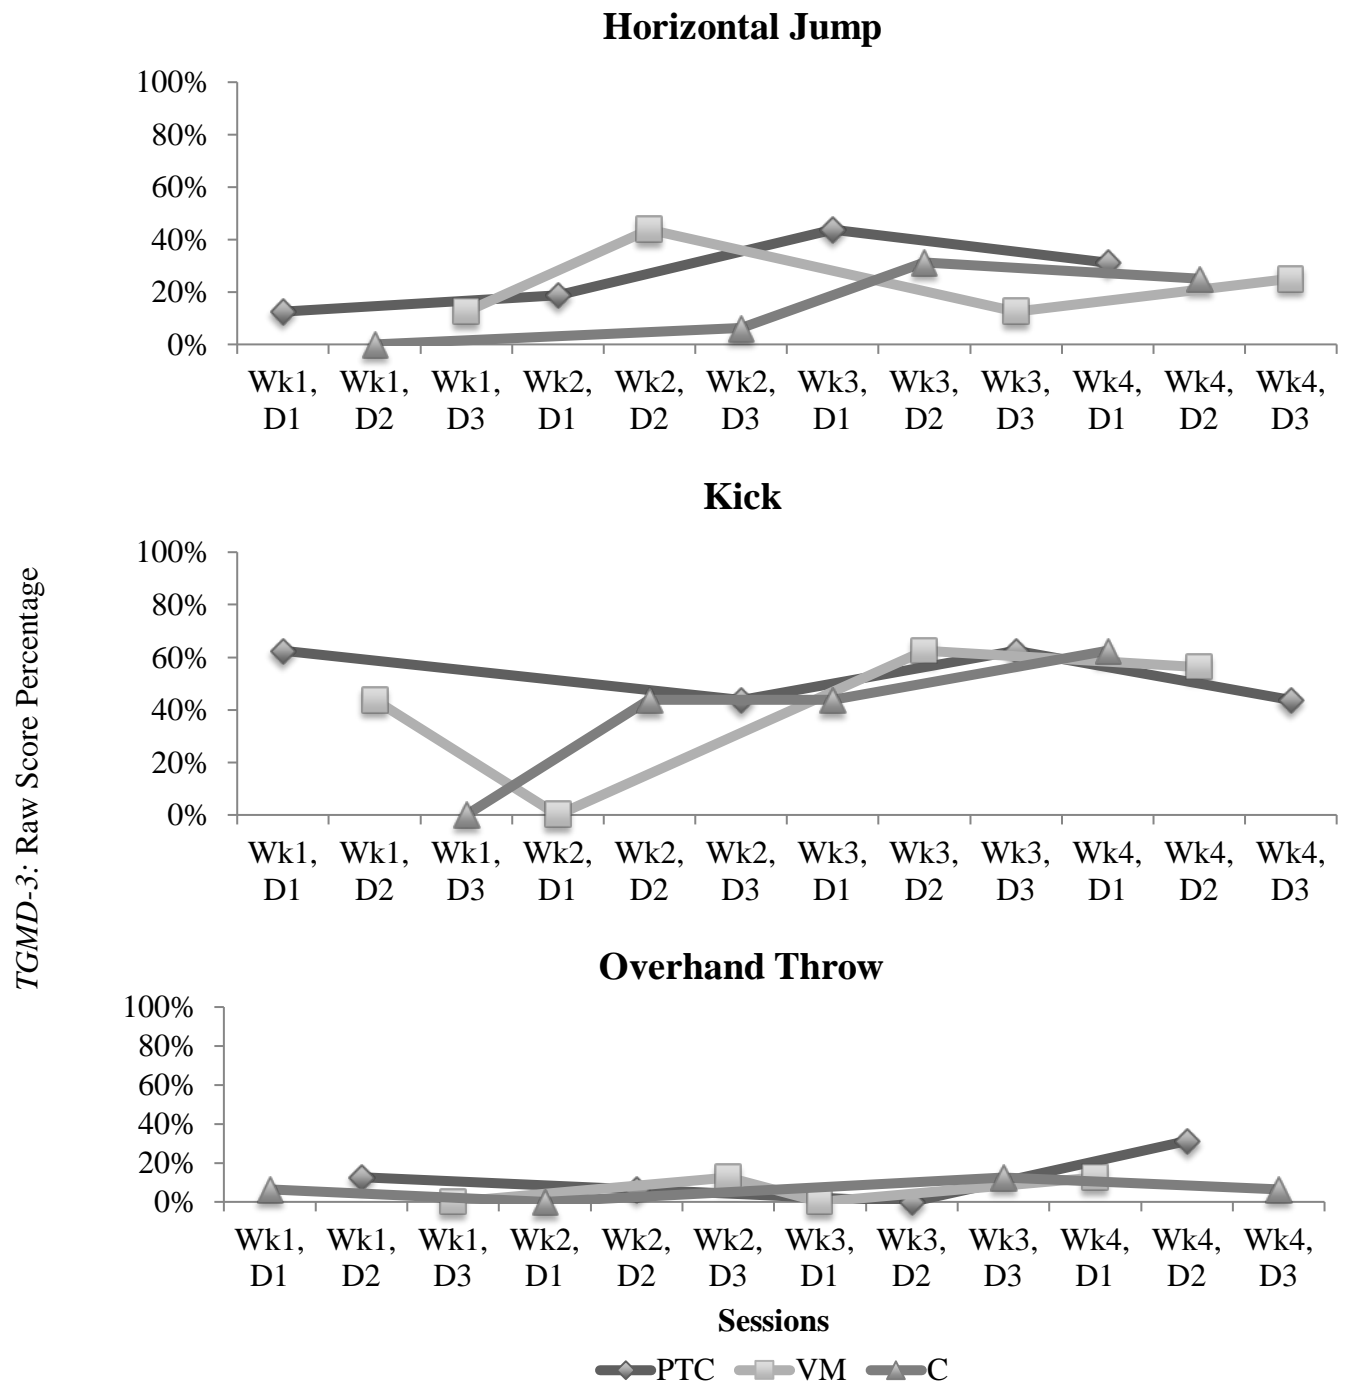 Horizontal Jump
100%
80%
60%
40%
20%
0%
Wk1, Wk1, Wk1, Wk2, Wk2, Wk2, Wk3, Wk3, Wk3, Wk4, Wk4, Wk4,
D1 D2 D3 D1 D2 D3 D1 D2 D3 D1 D2 D3
Kick
100%
80%
60%
40%
20%
0%
Wk1, Wk1, Wk1, Wk2, Wk2, Wk2, Wk3, Wk3, Wk3, Wk4, Wk4, Wk4,
D1 D2 D3 D1 D2 D3 D1 D2 D3 D1 D2 D3
TGMD-3: Raw Score Percentage
Overhand Throw
100%
80%
60%
40%
20%
0%
Wk1, Wk1, Wk1, Wk2, Wk2, Wk2, Wk3, Wk3, Wk3, Wk4, Wk4, Wk4,
D1 D2 D3 D1 D2 D3 D1 D2 D3 D1 D2 D3
Sessions
PTC VM C